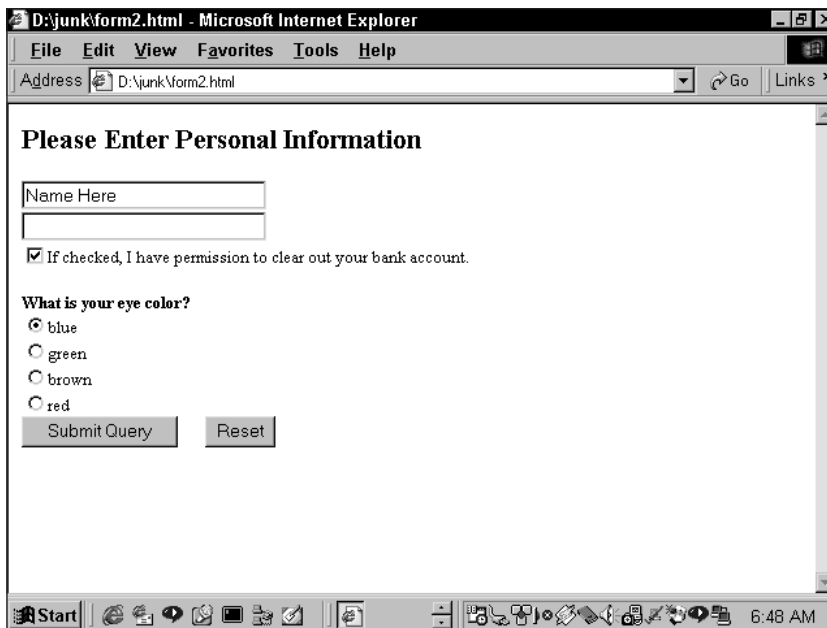 D:\junk\form2.html - Microsoft Internet Explorer
File Edit View Favorites Tools Help
Address D:\junk\form2.html Go Links
Please Enter Personal Information
Name Here
If checked, I have permission to clear out your bank account.
What is your eye color?
blue
green
brown
red
Submit Query Reset
Start 6:48 AM